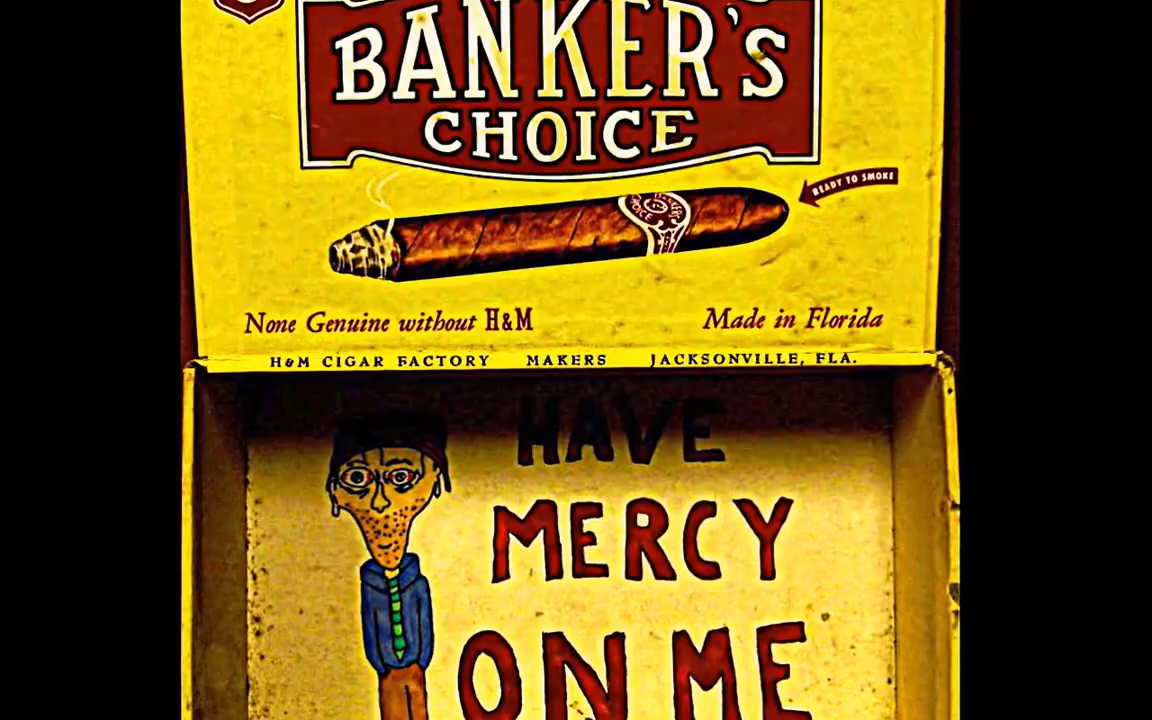 BANKER'S
CHOICE
READY TO SMOKE
None Genuine without H&M
Made in Florida
H&M CIGAR FACTORY MAKERS JACKSONVILLE, FLA.
HAVE
MERCY
ON ME